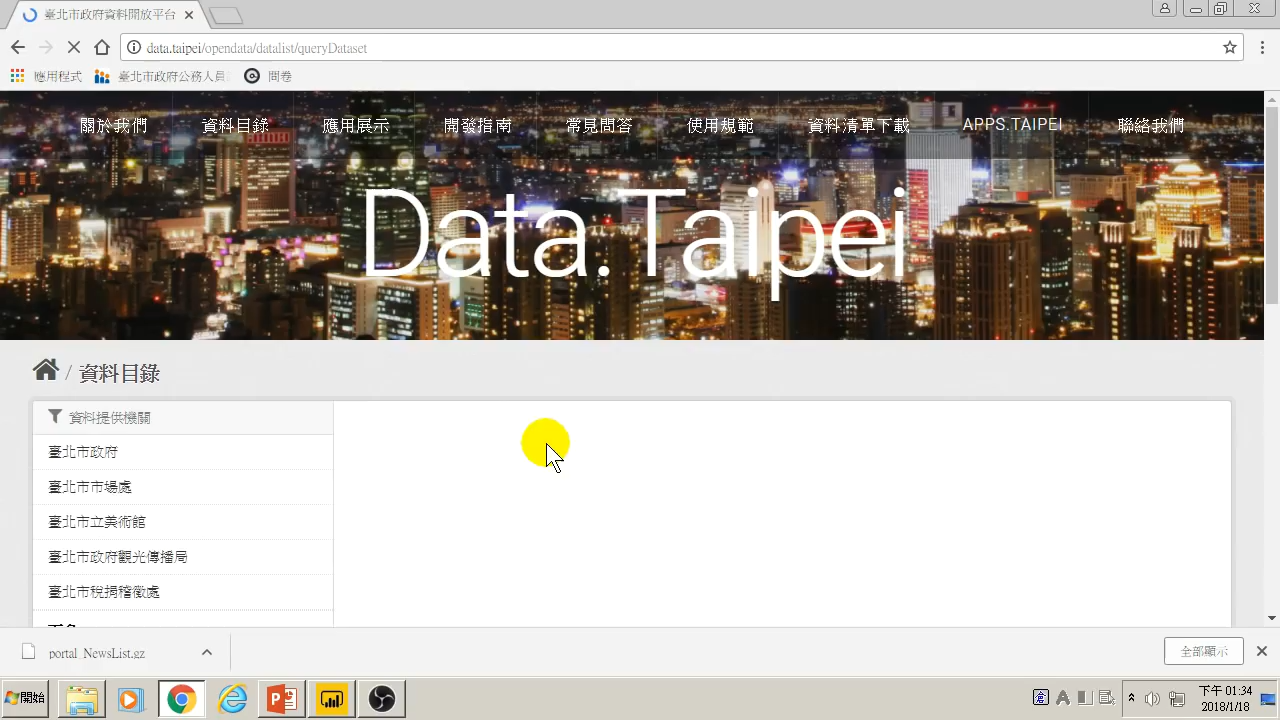 臺北市政府資料開放平台
data.taipei/opendata/datalist/queryDataset
應用程式 臺北市政府公務人員 問卷
關於我們 資料目錄 應用展示 開發指南 常見問答 使用規範 資料清單下載 APPS.TAIPEI 聯絡我們
Data.Taipei
/ 資料目錄
資料提供機關
臺北市政府
臺北市市場處
臺北市立美術館
臺北市政府觀光傳播局
臺北市稅捐稽徵處
portal_NewsList.gz
全部顯示
開始
下午 01:34
2018/1/18